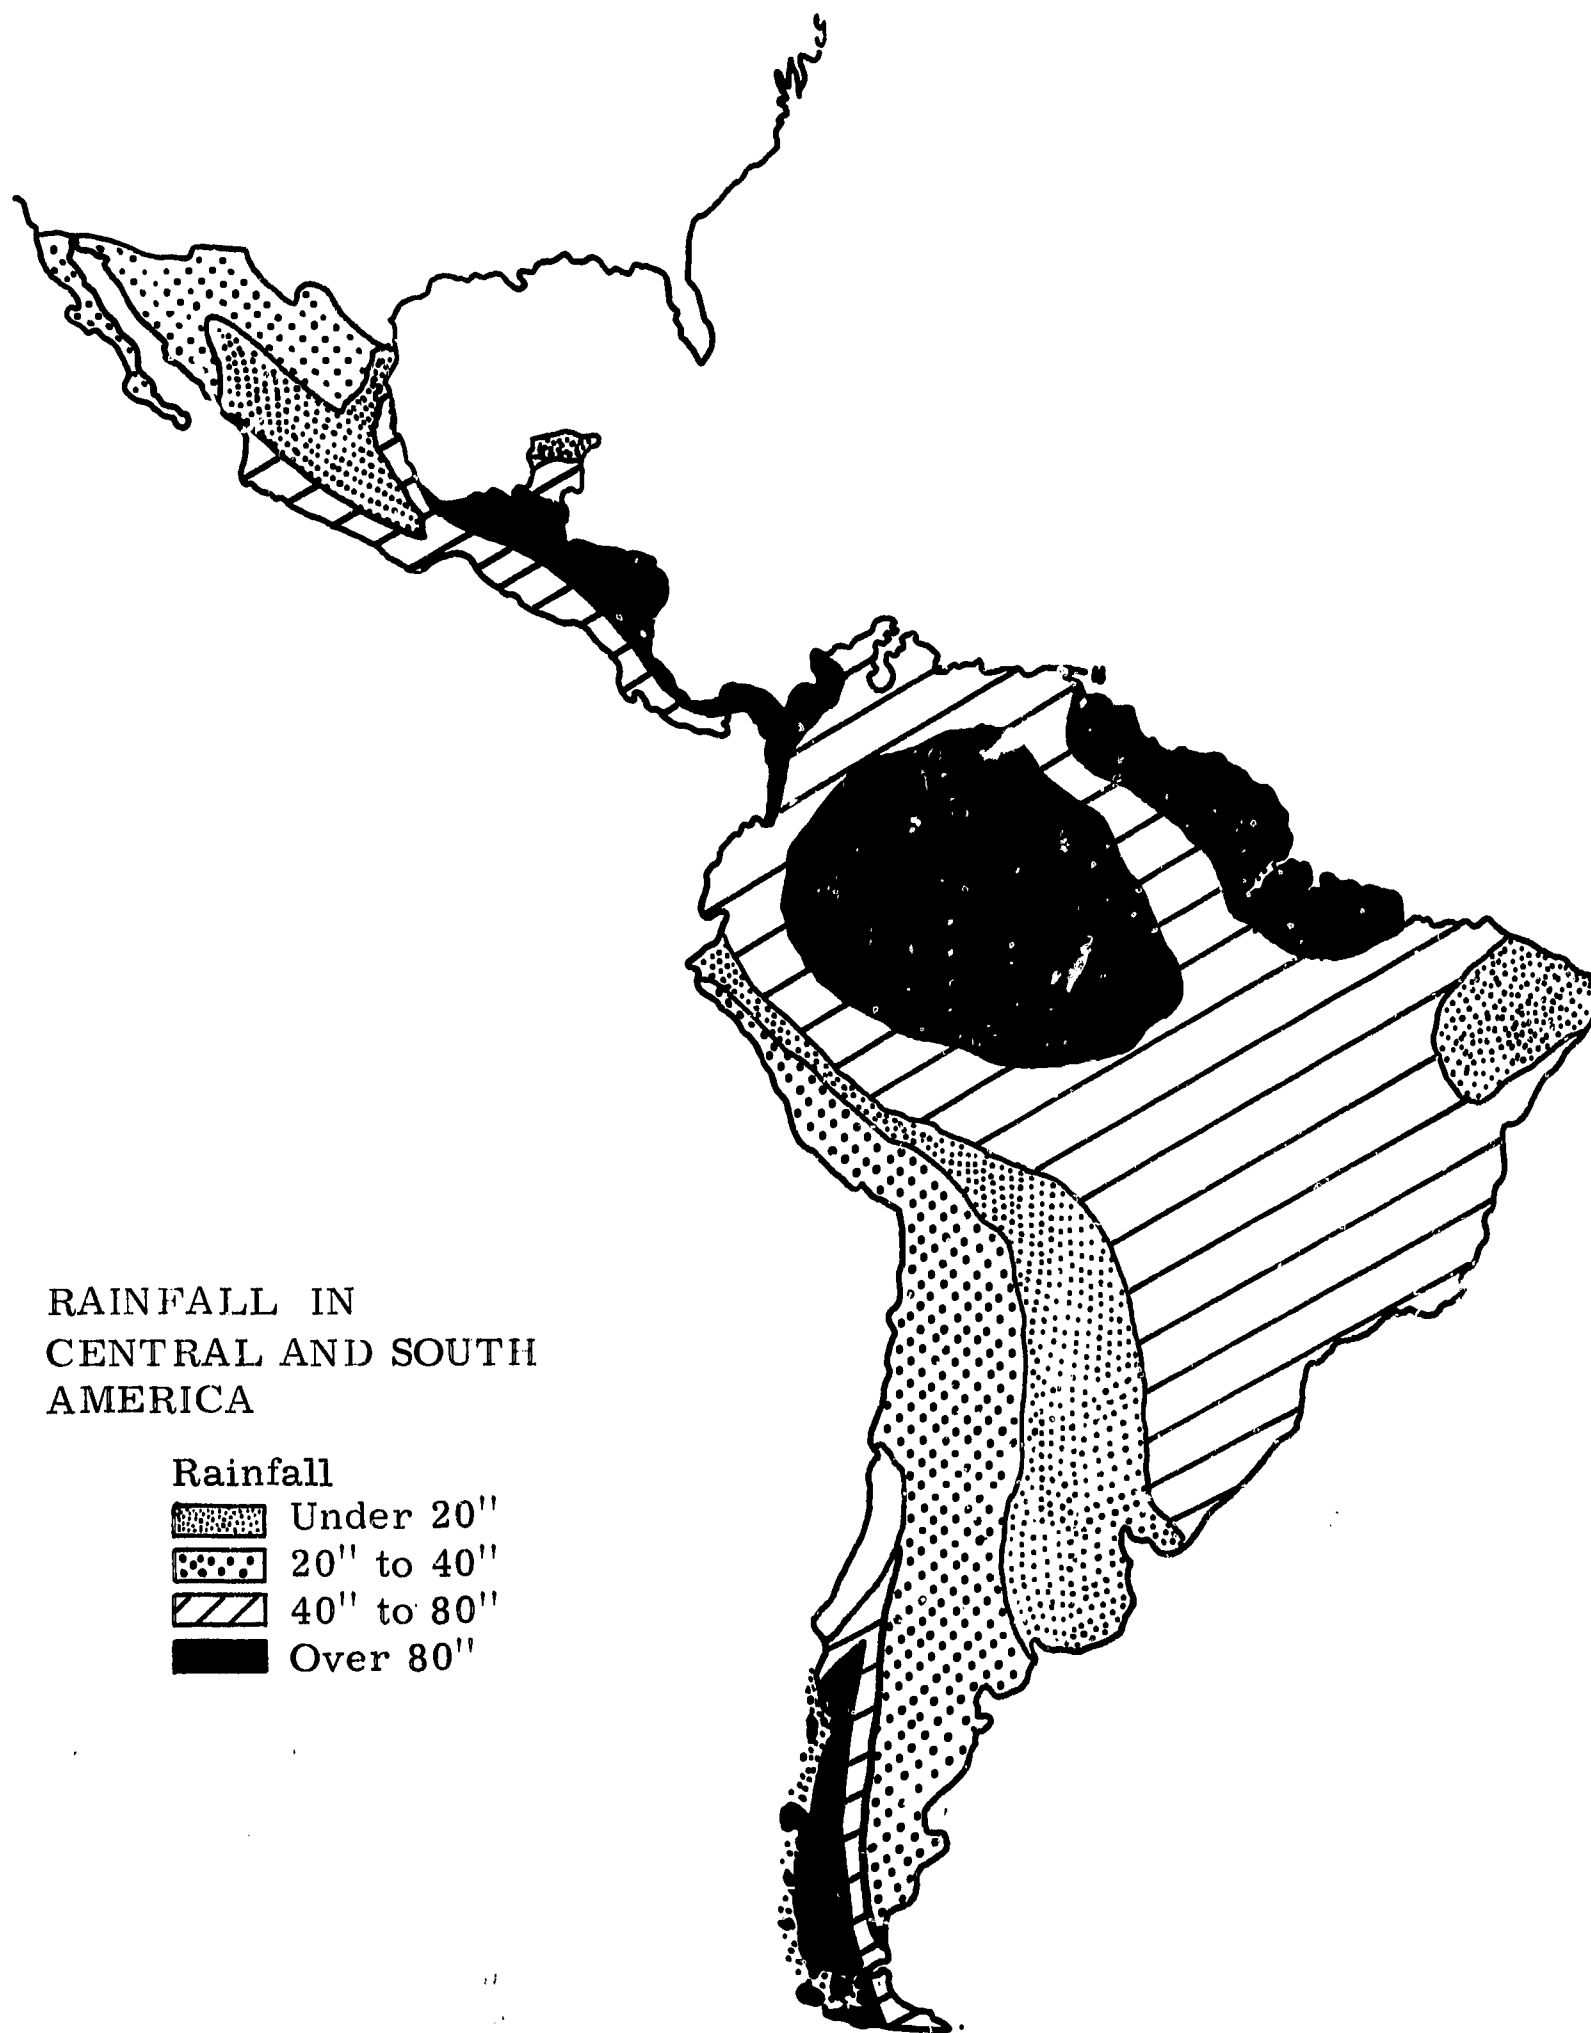 RAINFALL IN
CENTRAL AND SOUTH
AMERICA
Rainfall
Under 20"
20" to 40"
40" to 80"
Over 80"